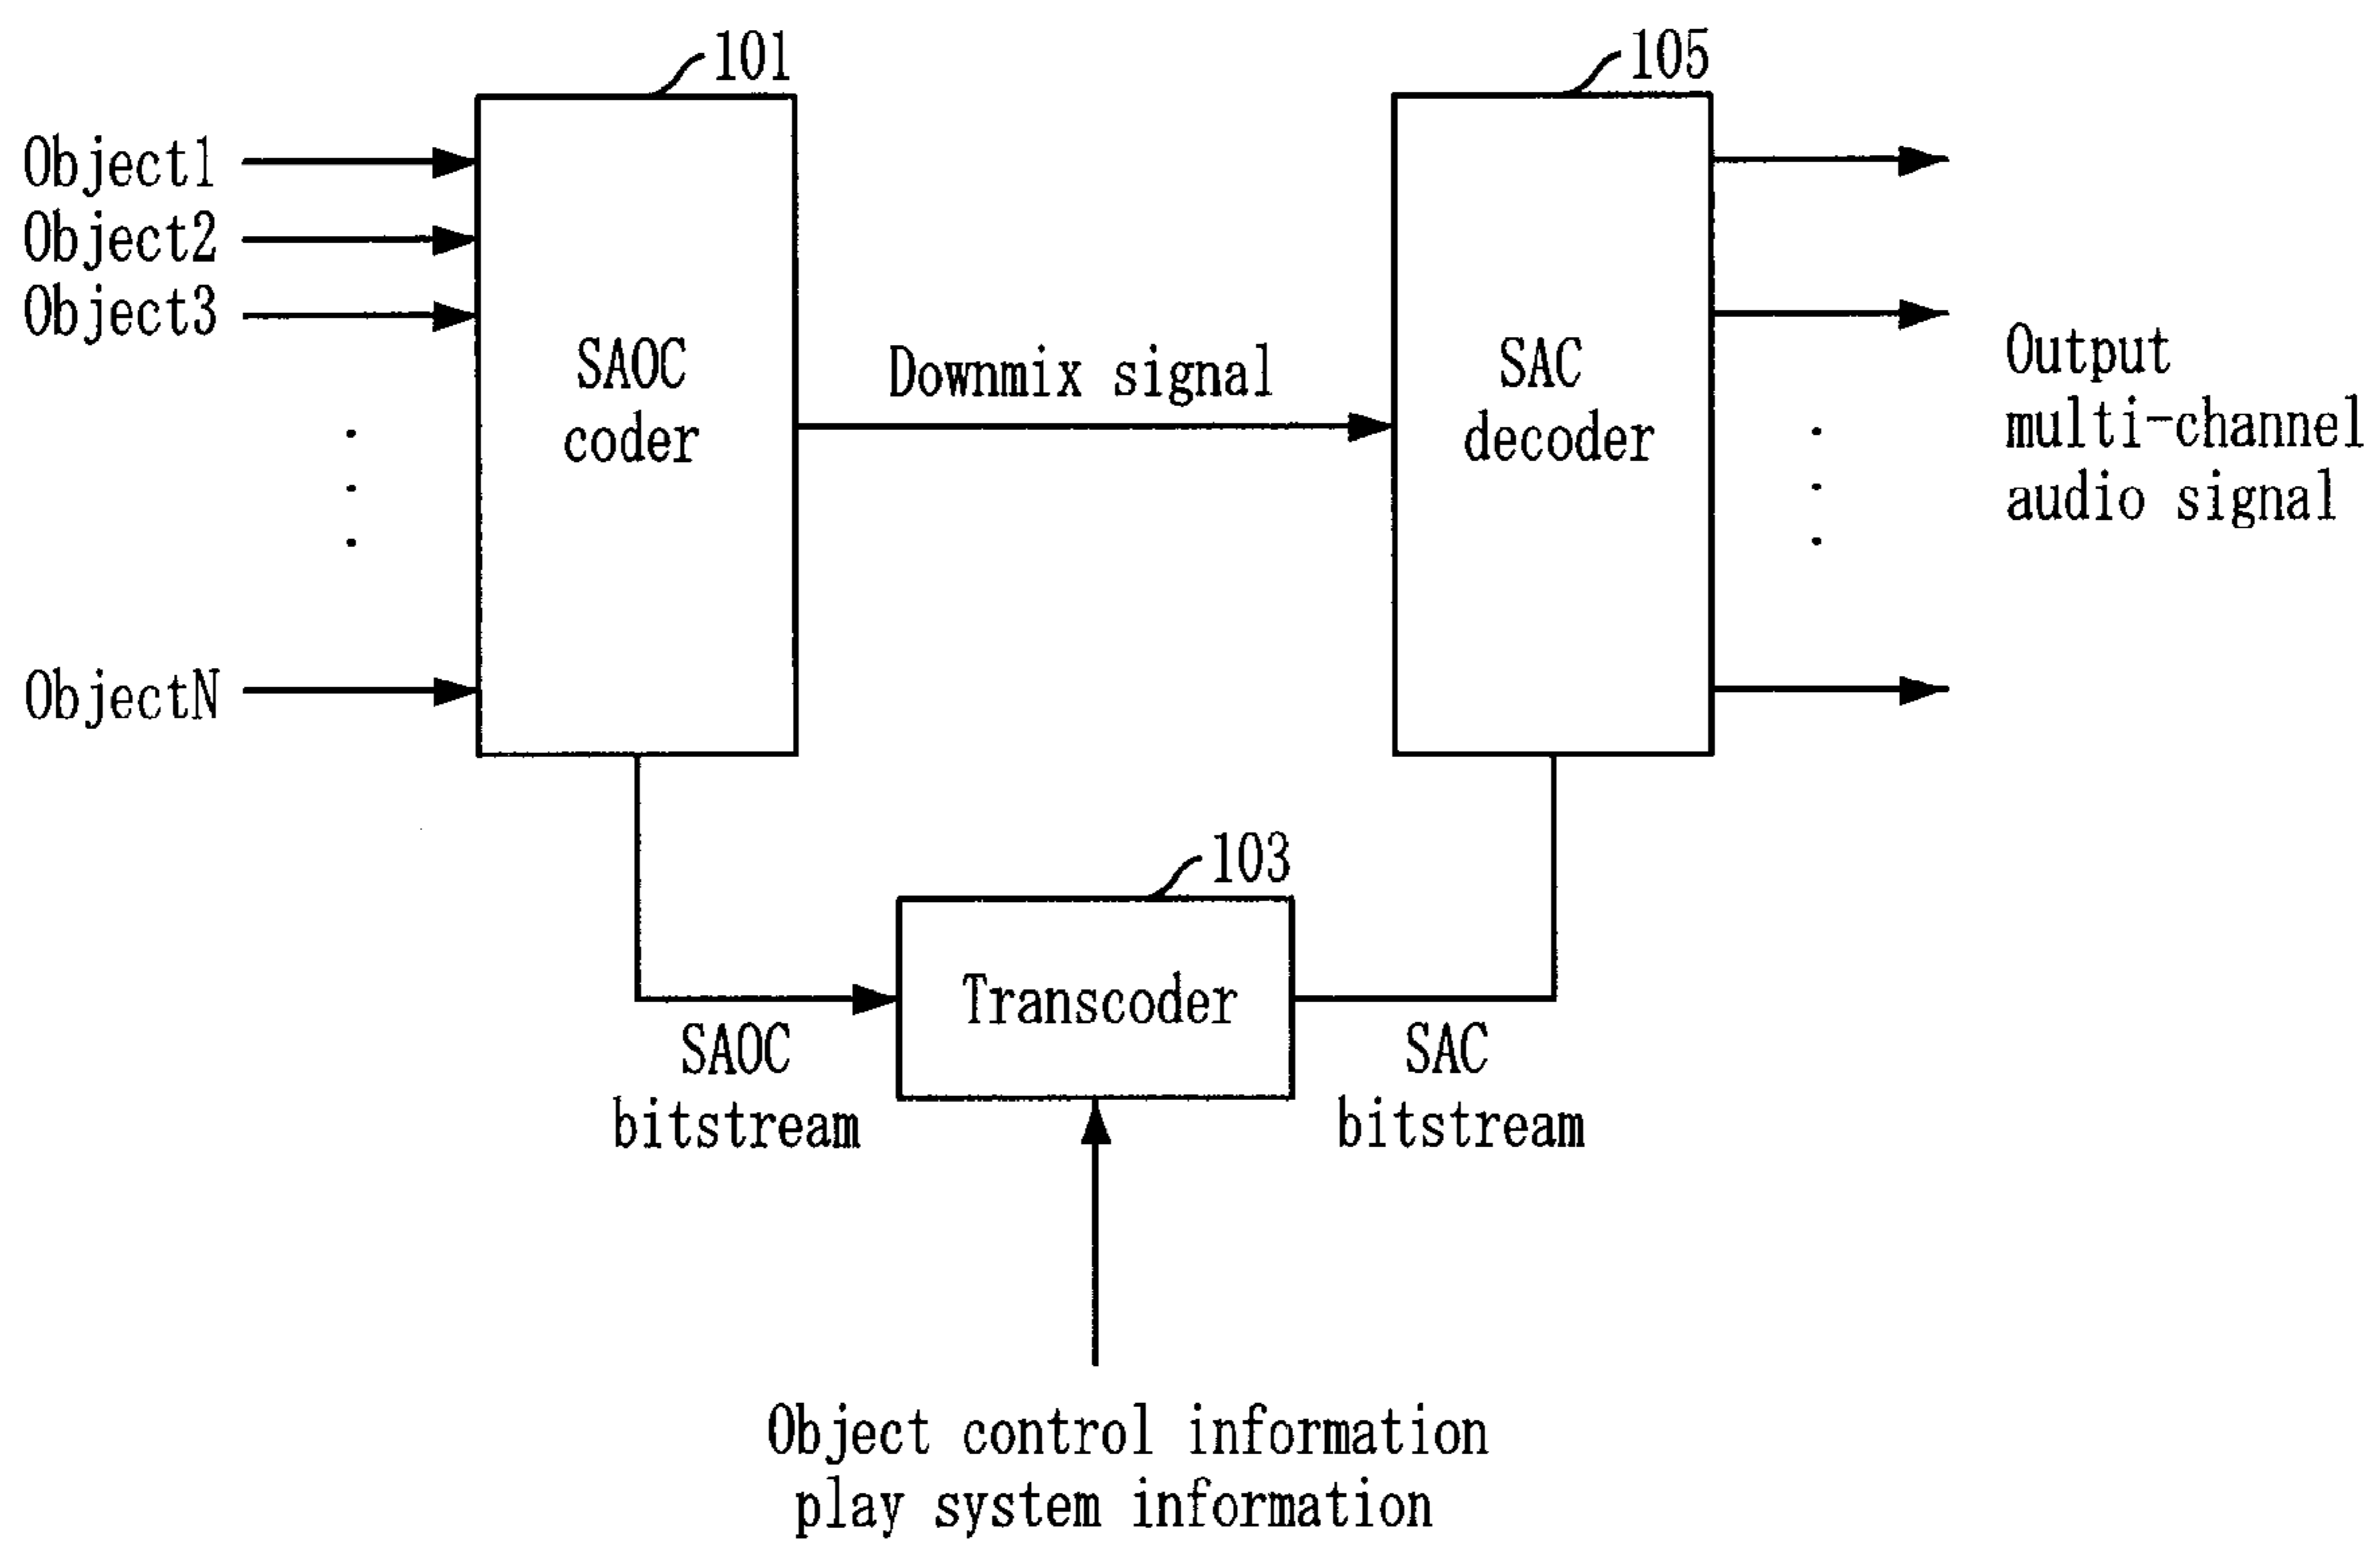 101
105
Object1
Object2
Object3
ObjectN
SAOC
coder
Downmix signal
SAC
decoder
Output
multi-channel
audio signal
103
Transcoder
SAOC
bitstream
SAC
bitstream
Object control information
play system information